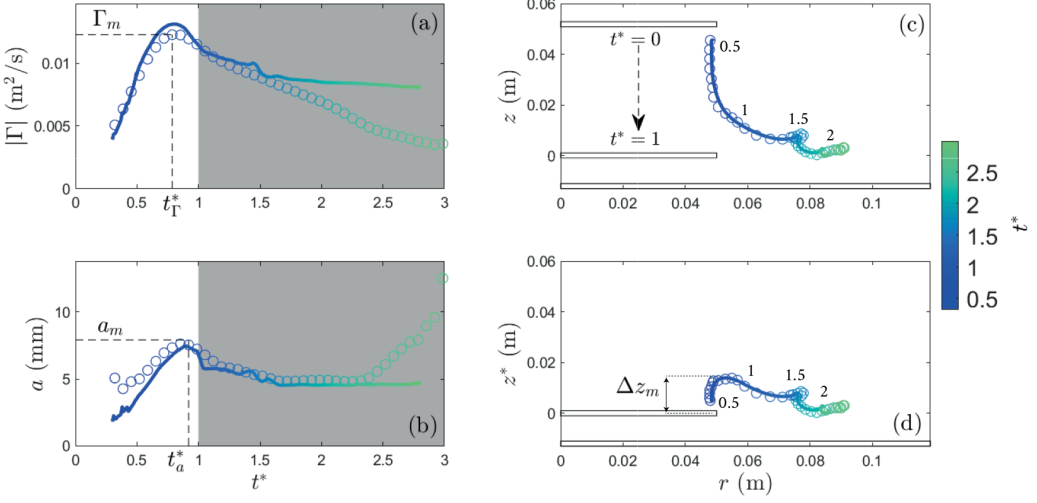 (a)
Γm
|Γ| (m²/s)
0.01
0.005
0
0 0.5 1 1.5 2 2.5 3
t*Γ
(b)
am
a (mm)
10
5
0
0 0.5 1 1.5 2 2.5 3
t*a
t*
(c)
0.06
0.04
0.02
0
z (m)
t* = 0
t* = 1
0.5
1
1.5
2
0 0.02 0.04 0.06 0.08 0.1
(d)
0.06
0.04
0.02
0
z* (m)
Δzm
0.5
1
1.5
2
0 0.02 0.04 0.06 0.08 0.1
r (m)
2.5
2
1.5
1
0.5
t*